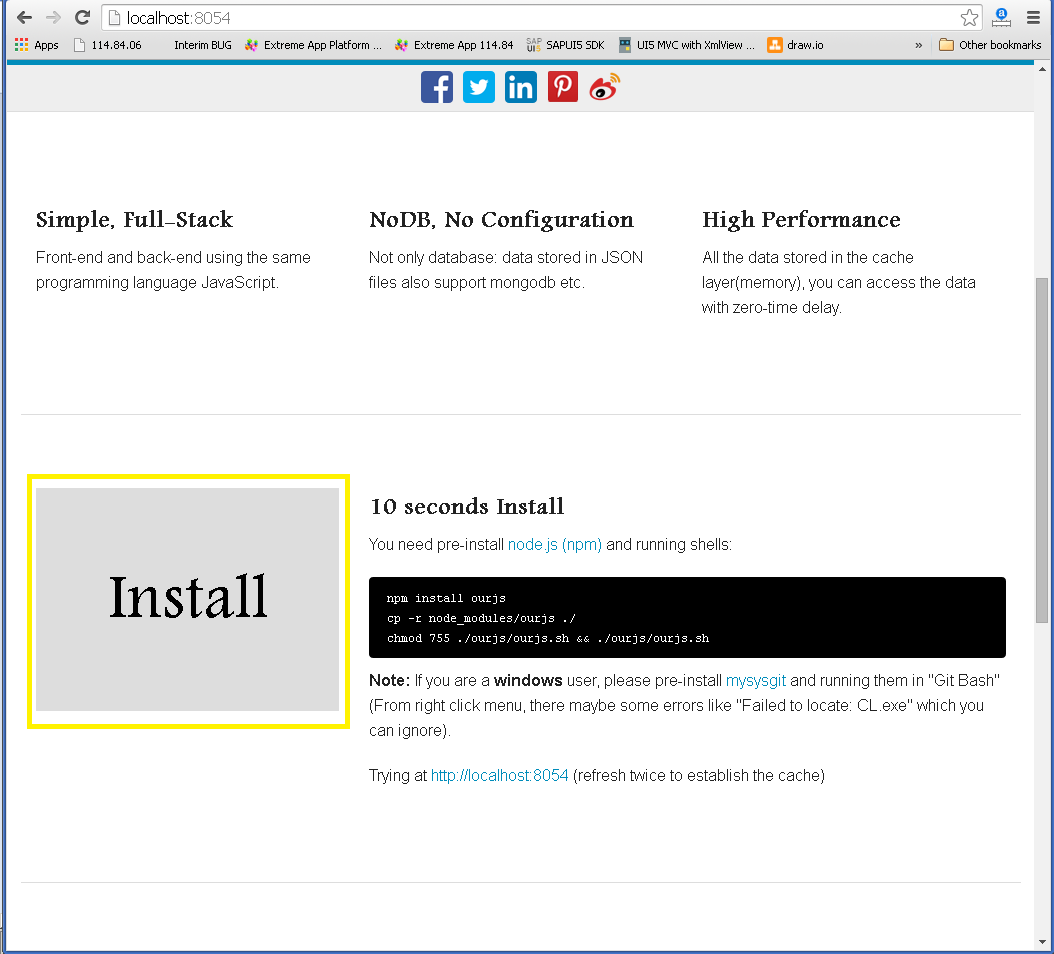 localhost:8054
Apps 114.84.06 Interim BUG Extreme App Platform ... Extreme App 114.84 SAP UI5 SAPUI5 SDK UI5 MVC with XmlView ... draw.io » Other bookmarks
Simple, Full-Stack
Front-end and back-end using the same
programming language JavaScript.
NoDB, No Configuration
Not only database: data stored in JSON
files also support mongodb etc.
High Performance
All the data stored in the cache
layer(memory), you can access the data
with zero-time delay.
Install
10 seconds Install
You need pre-install node.js (npm) and running shells:
npm install ourjs
cp -r node_modules/ourjs ./
chmod 755 ./ourjs/ourjs.sh && ./ourjs/ourjs.sh
Note: If you are a windows user, please pre-install mysysgit and running them in "Git Bash"
(From right click menu, there maybe some errors like "Failed to locate: CL.exe" which you
can ignore).
Trying at http://localhost:8054 (refresh twice to establish the cache)